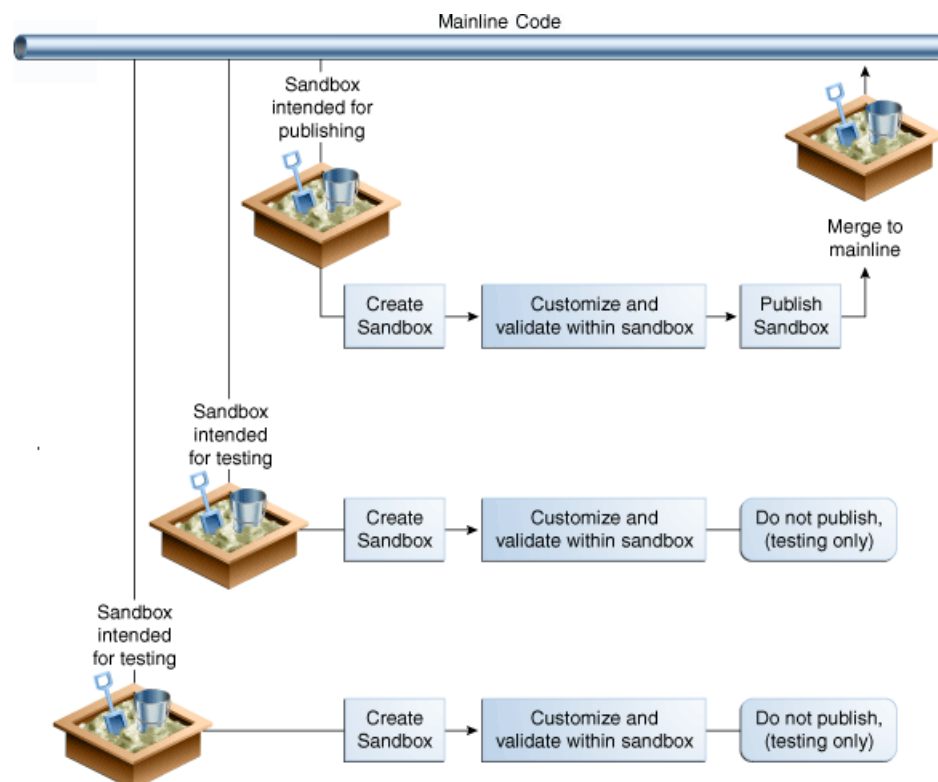 Mainline Code
Sandbox
intended for
publishing
Merge to
mainline
Create
Sandbox
Customize and
validate within sandbox
Publish
Sandbox
Sandbox
intended
for testing
Create
Sandbox
Customize and
validate within sandbox
Do not publish,
(testing only)
Sandbox
intended
for testing
Create
Sandbox
Customize and
validate within sandbox
Do not publish,
(testing only)